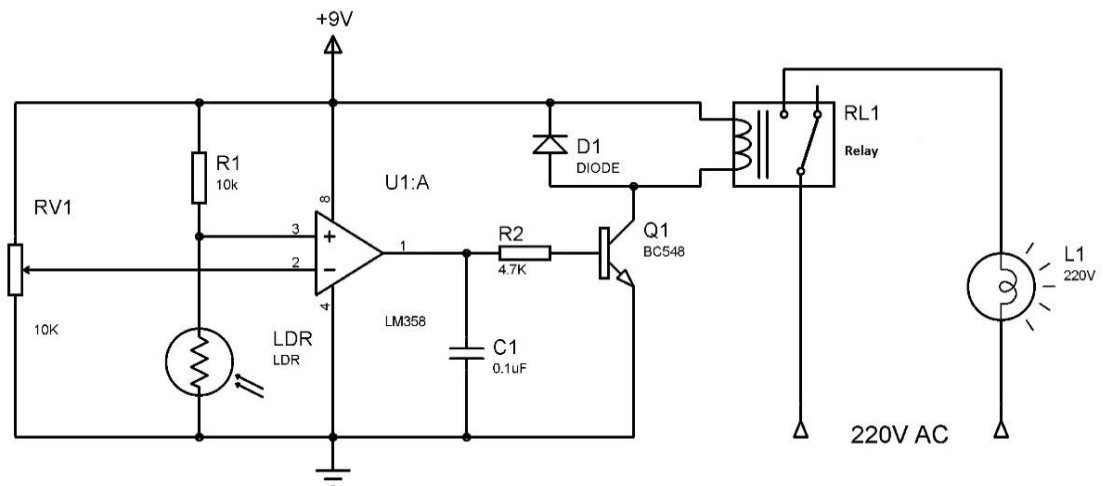 +9V
RL1
Relay
R1
10k
D1
DIODE
RV1
U1:A
8
3
+
2
−
1
4
R2
4.7K
Q1
BC548
L1
220V
10K
LM358
LDR
LDR
C1
0.1uF
220V AC